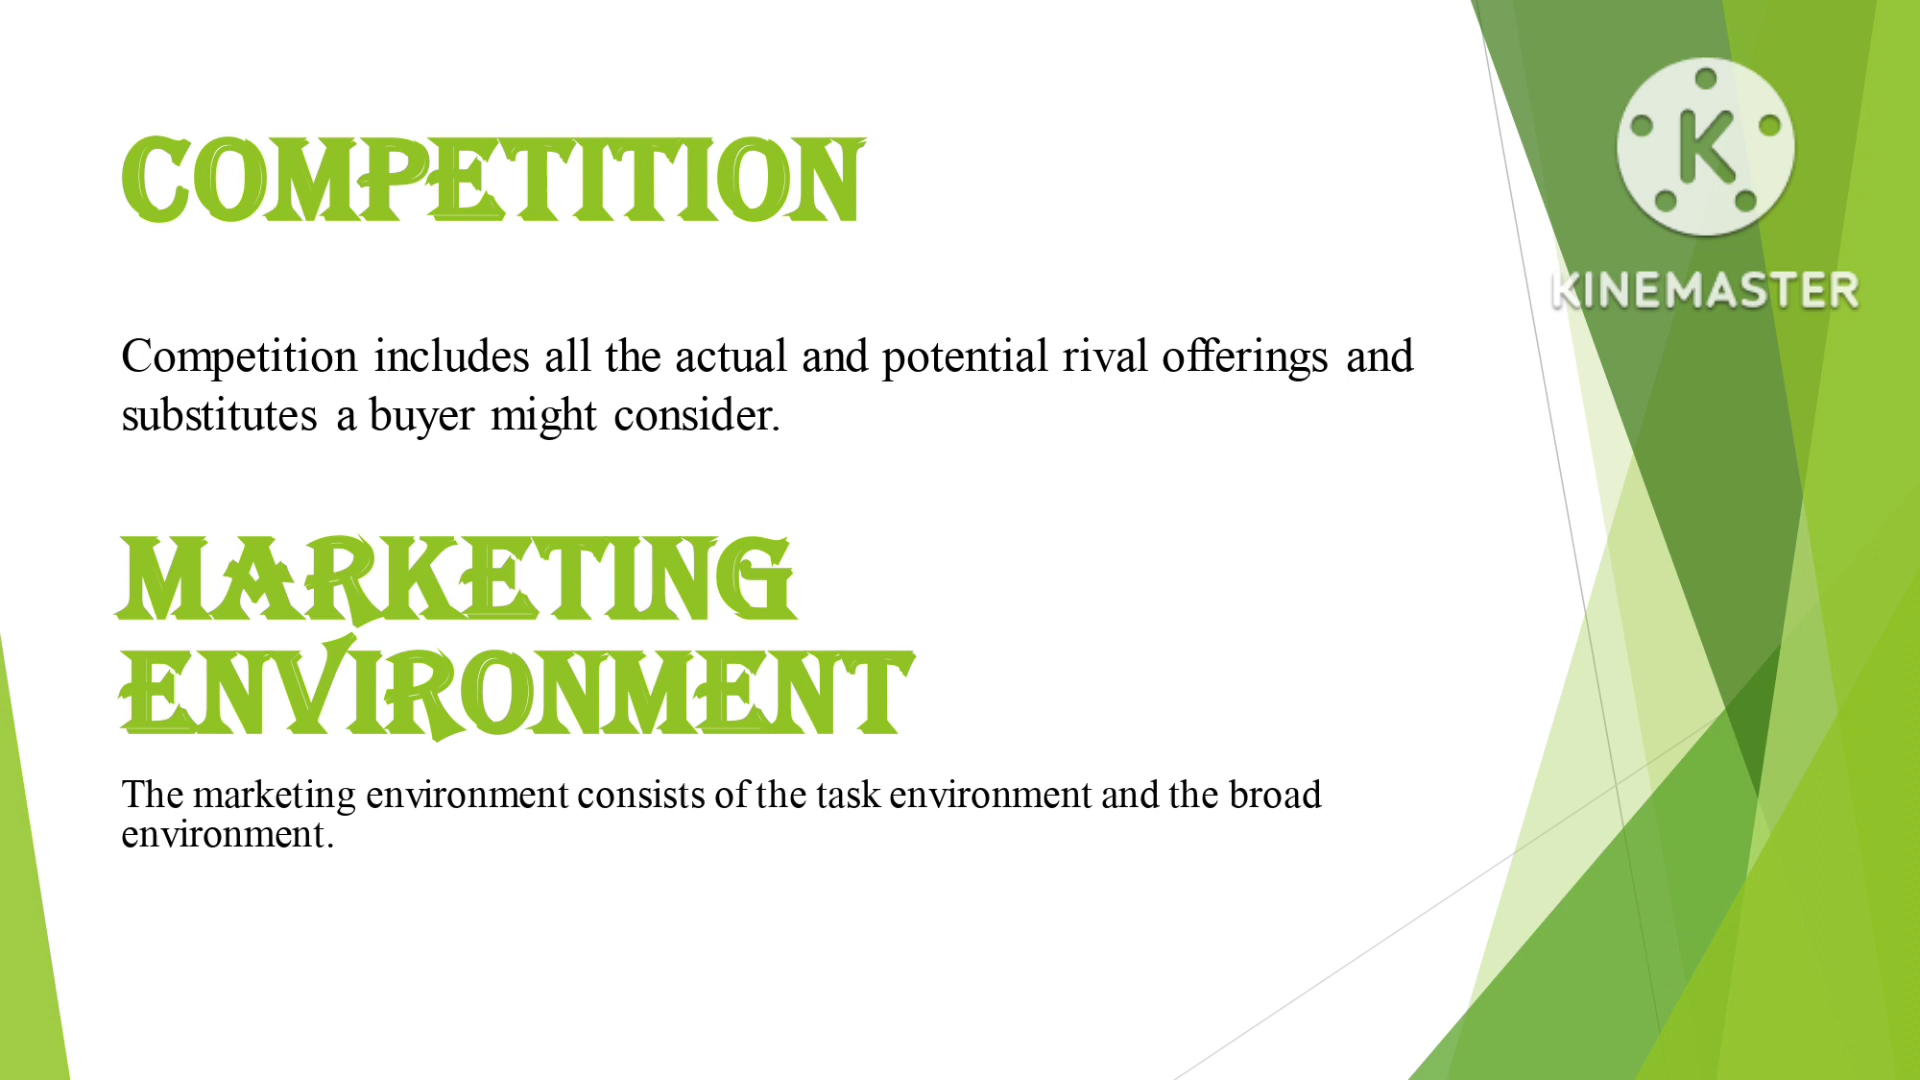 COMPETITION
K
KINEMASTER
Competition includes all the actual and potential rival offerings and
substitutes a buyer might consider.
MARKETING
ENVIRONMENT
The marketing environment consists of the task environment and the broad
environment.